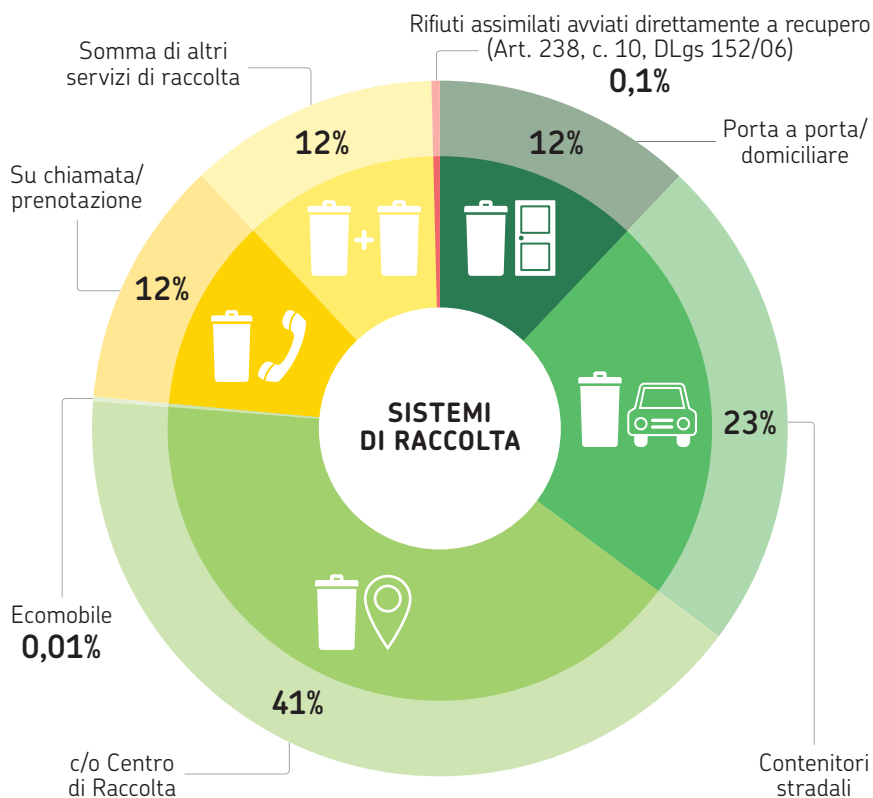 Rifiuti assimilati avviati direttamente a recupero
(Art. 238, c. 10, DLgs 152/06)
0,1%
Somma di altri
servizi di raccolta
12%
12%
Porta a porta/
domiciliare
Su chiamata/
prenotazione
12%
SISTEMI
DI RACCOLTA
23%
Ecomobile
0,01%
41%
c/o Centro
di Raccolta
Contenitori
stradali